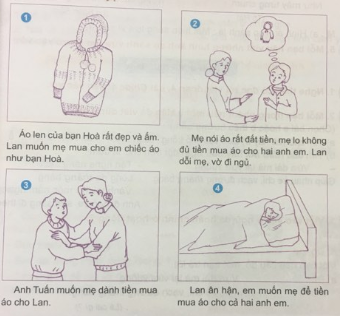 1
Áo len của bạn Hoà rất đẹp và ấm.
Lan muốn mẹ mua cho em chiếc áo
như bạn Hoà.
2
Mẹ nói áo rất đắt tiền, mẹ lo không
đủ tiền mua áo cho hai anh em. Lan
dỗi mẹ, vờ đi ngủ.
3
Anh Tuấn muốn mẹ dành tiền mua
áo cho Lan.
4
Lan ân hận, em muốn mẹ để tiền
mua áo cho cả hai anh em.